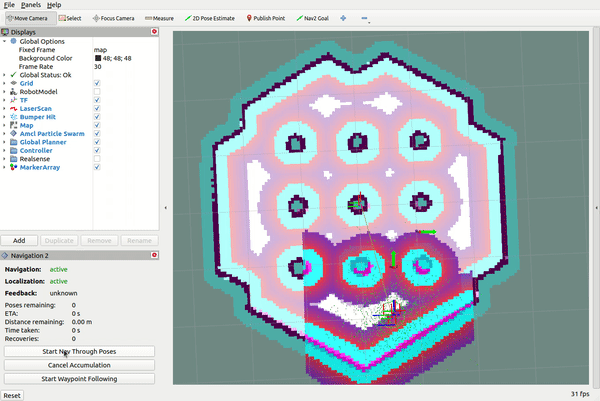 File Panels Help
Move Camera Select Focus Camera Measure 2D Pose Estimate Publish Point Nav2 Goal
Displays
Global Options
Fixed Frame map
Background Color 48; 48; 48
Frame Rate 30
Global Status: Ok
Grid
RobotModel
TF
LaserScan
Bumper Hit
Map
Amcl Particle Swarm
Global Planner
Controller
Realsense
MarkerArray
Add Duplicate Remove Rename
Navigation 2
Navigation: active
Localization: active
Feedback: unknown
Poses remaining: 0
ETA: 0 s
Distance remaining: 0.00 m
Time taken: 0 s
Recoveries: 0
Start Nav Through Poses
Cancel Accumulation
Start Waypoint Following
Reset
31 fps